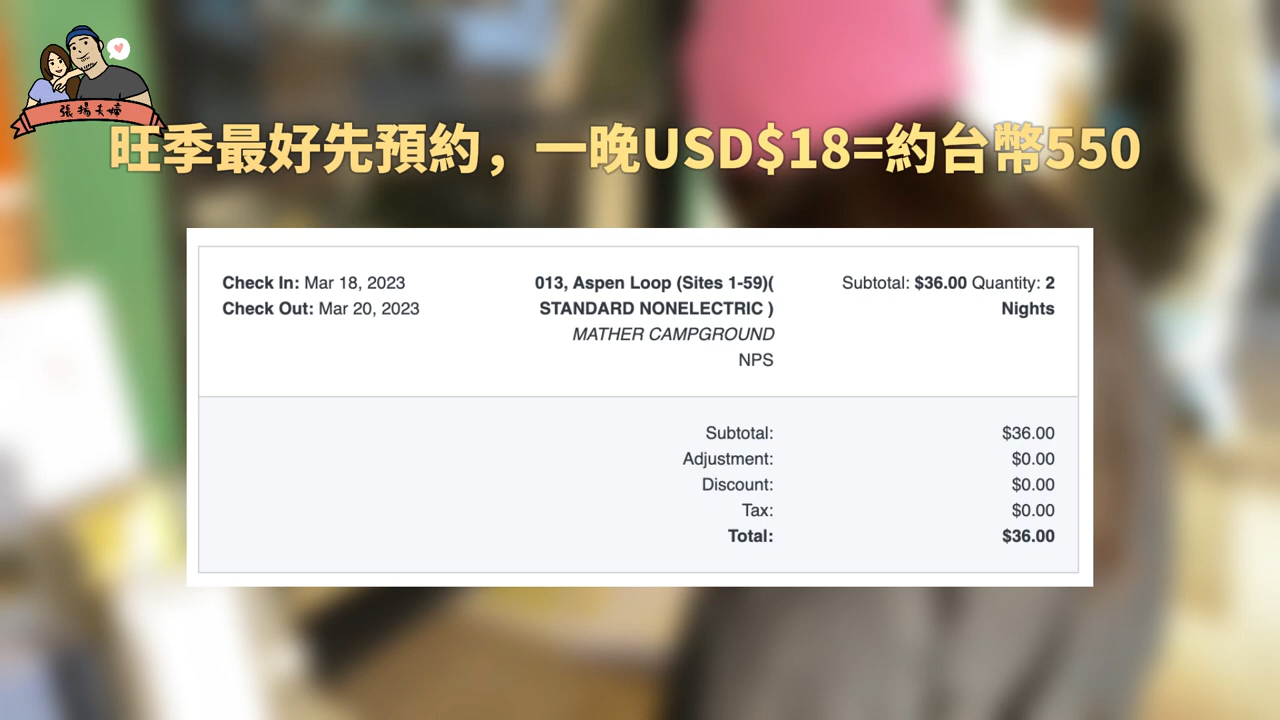 張揚夫婦
旺季最好先預約，一晚USD$18=約台幣550
Check In: Mar 18, 2023
Check Out: Mar 20, 2023
013, Aspen Loop (Sites 1-59)(
STANDARD NONELECTRIC )
MATHER CAMPGROUND
NPS
Subtotal: $36.00 Quantity: 2
Nights
Subtotal: $36.00
Adjustment: $0.00
Discount: $0.00
Tax: $0.00
Total: $36.00